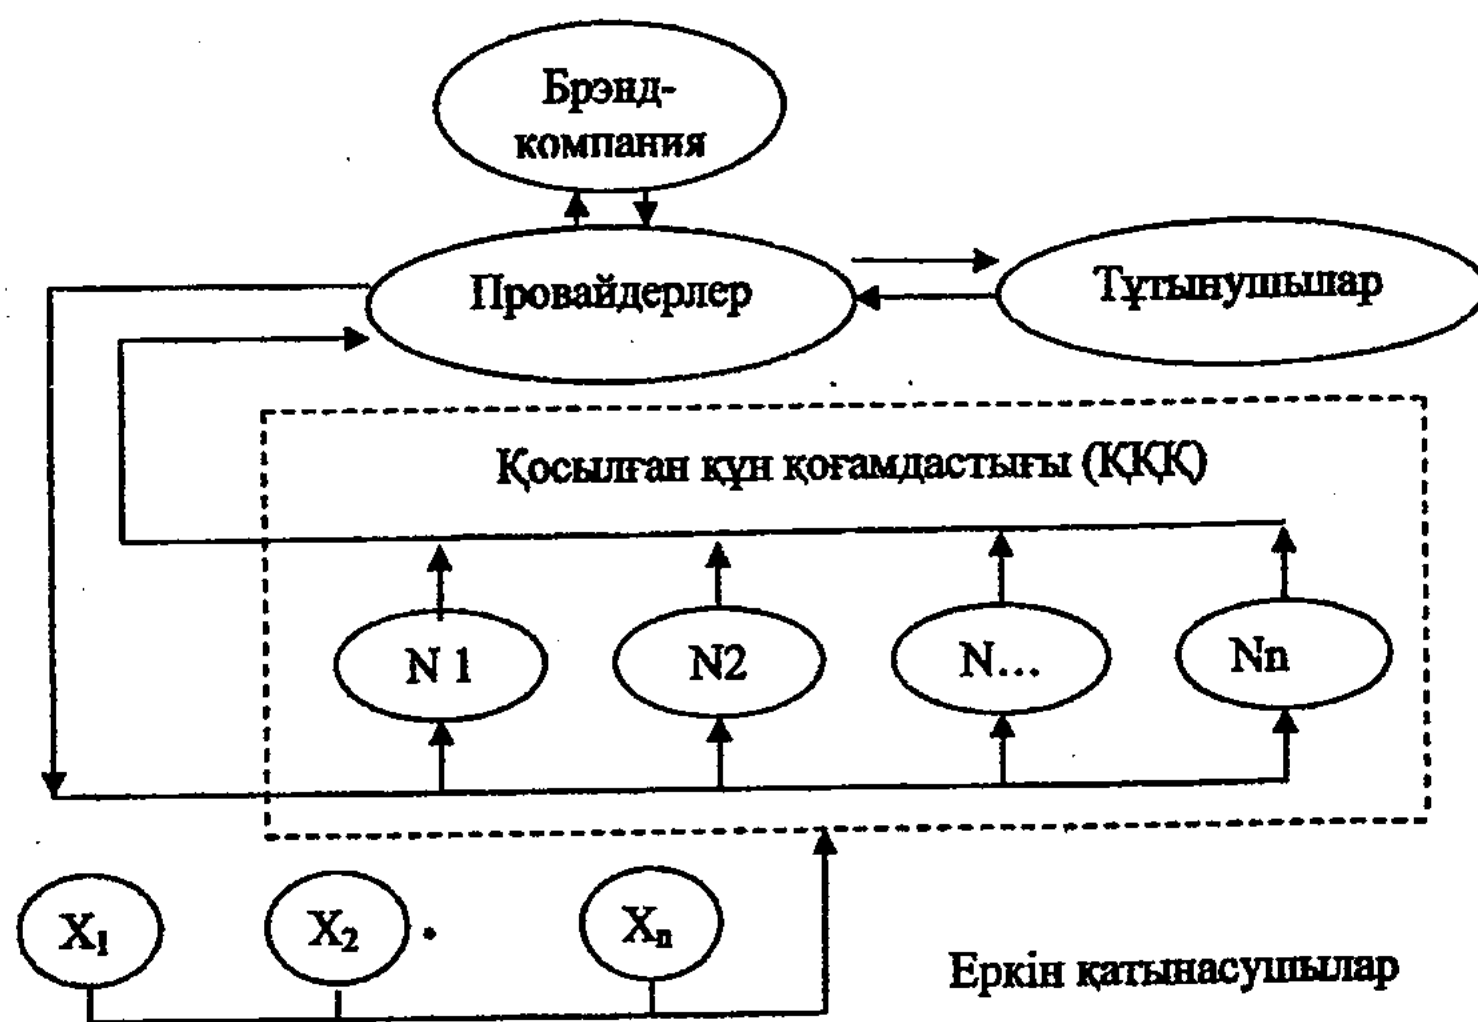 Брэнд-
компания
Провайдерлер
Тұтынушылар
Қосылған құн қоғамдастығы (ҚҚҚ)
N 1
N2
N...
Nn
X₁
X₂
Xₙ
Еркін қатынасушылар